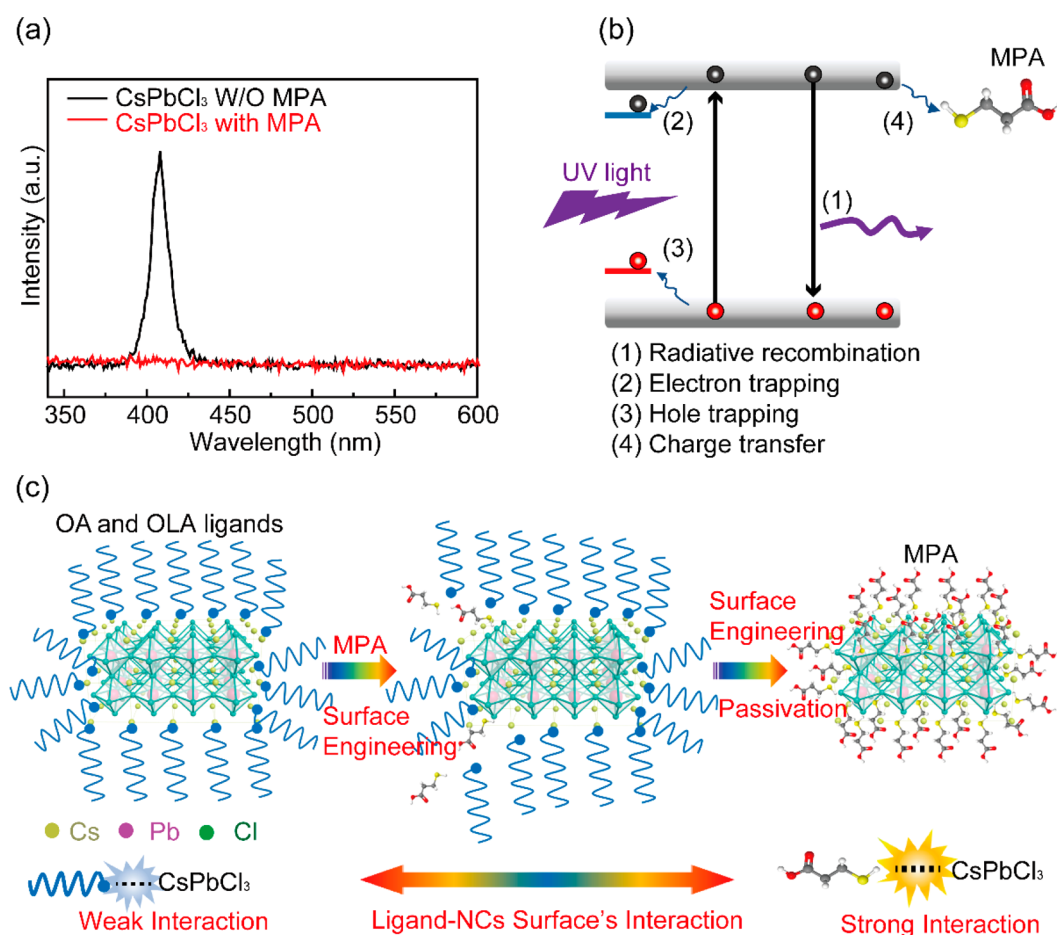 (a)
CsPbCl₃ W/O MPA
CsPbCl₃ with MPA
Intensity (a.u.)
350 400 450 500 550 600
Wavelength (nm)
(b)
MPA
(2)
(4)
UV light
(1)
(3)
(1) Radiative recombination
(2) Electron trapping
(3) Hole trapping
(4) Charge transfer
(c)
OA and OLA ligands
MPA
Surface
Engineering
MPA
Surface
Engineering
Passivation
Cs Pb Cl
CsPbCl₃
Weak Interaction
Ligand-NCs Surface's Interaction
CsPbCl₃
Strong Interaction